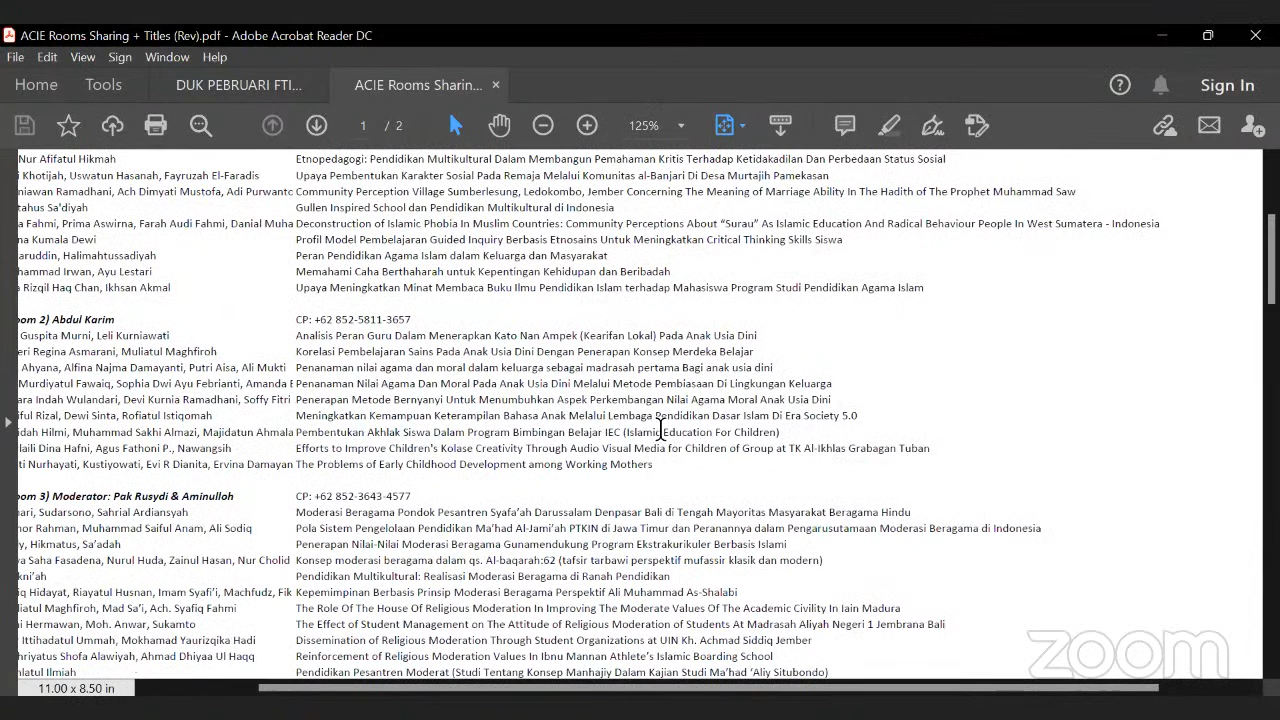 ACIE Rooms Sharing + Titles (Rev).pdf - Adobe Acrobat Reader DC
File Edit View Sign Window Help
Home Tools DUK PEBRUARI FTI... ACIE Rooms Sharin... × Sign In
1 / 2 125%
Nur Afifatul Hikmah Etnopedagogi: Pendidikan Multikultural Dalam Membangun Pemahaman Kritis Terhadap Ketidakadilan Dan Perbedaan Status Sosial
i Khotijah, Uswatun Hasanah, Fayruzah El-Faradis Upaya Pembentukan Karakter Sosial Pada Remaja Melalui Komunitas al-Banjari Di Desa Murtajih Pamekasan
niawan Ramadhani, Ach Dimyati Mustofa, Adi Purwanto Community Perception Village Sumberlesung, Ledokombo, Jember Concerning The Meaning of Marriage Ability In The Hadith of The Prophet Muhammad Saw
tahus Sa'diyah Gullen Inspired School dan Pendidikan Multikultural di Indonesia
a Fahmi, Prima Aswirna, Farah Audi Fahmi, Danial Muha Deconstruction of Islamic Phobia In Muslim Countries: Community Perceptions About “Surau” As Islamic Education And Radical Behaviour People In West Sumatera - Indonesia
na Kumala Dewi Profil Model Pembelajaran Guided Inquiry Berbasis Etnosains Untuk Meningkatkan Critical Thinking Skills Siswa
aruddin, Halimahtussadiyah Peran Pendidikan Agama Islam dalam Keluarga dan Masyarakat
hammad Irwan, Ayu Lestari Memahami Caha Berthaharah untuk Kepentingan Kehidupan dan Beribadah
a Rizqil Haq Chan, Ikhsan Akmal Upaya Meningkatkan Minat Membaca Buku Ilmu Pendidikan Islam terhadap Mahasiswa Program Studi Pendidikan Agama Islam
oom 2) Abdul Karim CP: +62 852-5811-3657
Guspita Murni, Leli Kurniawati Analisis Peran Guru Dalam Menerapkan Kato Nan Ampek (Kearifan Lokal) Pada Anak Usia Dini
eri Regina Asmarani, Muliatul Maghfiroh Korelasi Pembelajaran Sains Pada Anak Usia Dini Dengan Penerapan Konsep Merdeka Belajar
Ahyana, Alfina Najma Damayanti, Putri Aisa, Ali Mukti Penanaman nilai agama dan moral dalam keluarga sebagai madrasah pertama Bagi anak usia dini
Murdiyatul Fawaiq, Sophia Dwi Ayu Febrianti, Amanda E Penanaman Nilai Agama Dan Moral Pada Anak Usia Dini Melalui Metode Pembiasaan Di Lingkungan Keluarga
ara Indah Wulandari, Devi Kurnia Ramadhani, Soffy Fitri Penerapan Metode Bernyanyi Untuk Menumbuhkan Aspek Perkembangan Nilai Agama Moral Anak Usia Dini
iful Rizal, Dewi Sinta, Rofiatul Istiqomah Meningkatkan Kemampuan Keterampilan Bahasa Anak Melalui Lembaga Pendidikan Dasar Islam Di Era Society 5.0
idah Hilmi, Muhammad Sakhi Almazi, Majidatun Ahmala Pembentukan Akhlak Siswa Dalam Program Bimbingan Belajar IEC (Islamic Education For Children)
laili Dina Hafni, Agus Fathoni P., Nawangsih Efforts to Improve Children's Kolase Creativity Through Audio Visual Media for Children of Group at TK Al-Ikhlas Grabagan Tuban
ti Nurhayati, Kustiyowati, Evi R Dianita, Ervina Damayan The Problems of Early Childhood Development among Working Mothers
oom 3) Moderator: Pak Rusydi & Aminulloh CP: +62 852-3643-4577
ari, Sudarsono, Sahrial Ardiansyah Moderasi Beragama Pondok Pesantren Syafa’ah Darussalam Denpasar Bali di Tengah Mayoritas Masyarakat Beragama Hindu
nor Rahman, Muhammad Saiful Anam, Ali Sodiq Pola Sistem Pengelolaan Pendidikan Ma’had Al-Jami’ah PTKIN di Jawa Timur dan Peranannya dalam Pengarusutamaan Moderasi Beragama di Indonesia
y, Hikmatus, Sa’adah Penerapan Nilai-Nilai Moderasi Beragama Gunamendukung Program Ekstrakurikuler Berbasis Islami
ya Saha Fasadena, Nurul Huda, Zainul Hasan, Nur Cholid Konsep moderasi beragama dalam qs. Al-baqarah:62 (tafsir tarbawi perspektif mufassir klasik dan modern)
kni’ah Pendidikan Multikultural: Realisasi Moderasi Beragama di Ranah Pendidikan
iq Hidayat, Riayatul Husnan, Imam Syafi’i, Machfudz, Fik Kepemimpinan Berbasis Prinsip Moderasi Beragama Perspektif Ali Muhammad As-Shalabi
liatul Maghfiroh, Mad Sa’i, Ach. Syafiq Fahmi The Role Of The House Of Religious Moderation In Improving The Moderate Values Of The Academic Civility In Iain Madura
ni Hermawan, Moh. Anwar, Sukamto The Effect of Student Management on The Attitude of Religious Moderation of Students At Madrasah Aliyah Negeri 1 Jembrana Bali
Ittihadatul Ummah, Mokhamad Yaurizqika Hadi Dissemination of Religious Moderation Through Student Organizations at UIN Kh. Achmad Siddiq Jember
hriyatus Shofa Alawiyah, Ahmad Dhiyaa Ul Haqq Reinforcement of Religious Moderation Values In Ibnu Mannan Athlete’s Islamic Boarding School
hlatul Ilmiah Peindidikan Pesantren Moderat (Studi Tentang Konsep Manhajiy Dalam Kajian Studi Ma’had ‘Aliy Situbondo)
zoom
11.00 x 8.50 in